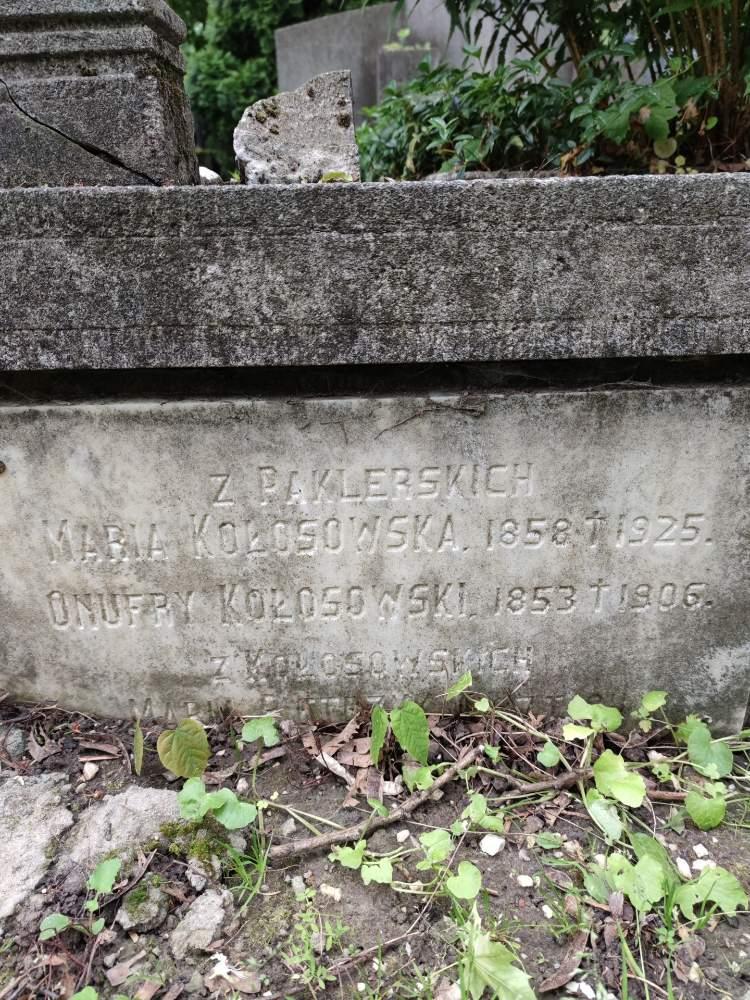 Z PAKLERSKICH
MARIA KOŁOSOWSKA, 1858 † 1925.
ONUFRY KOŁOSOWSKI, 1853 † 1906.
Z KOŁOSOWSKICH